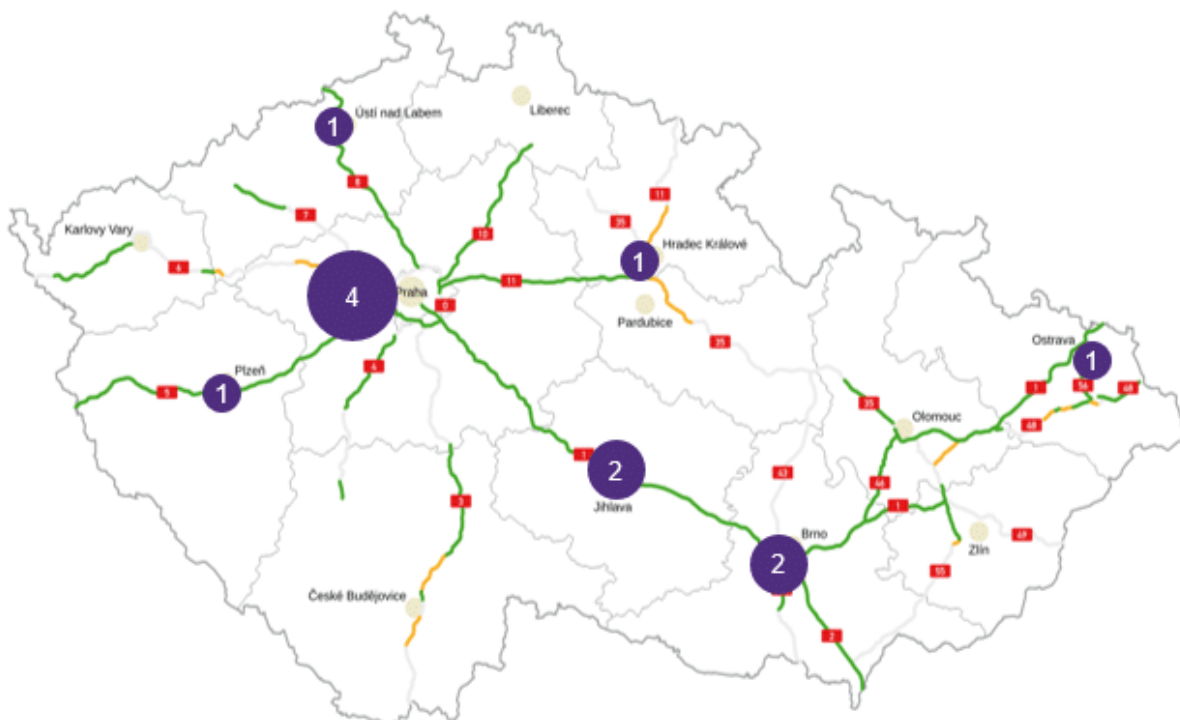 Liberec
Ústí nad Labem
1
8
7
11
35
Karlovy Vary
10
Hradec Králové
6
1
11
4
Praha
0
Pardubice
35
Ostrava
1
4
Plzeň
5
1
1
56
68
35
Olomouc
68
1
2
63
46
3
Jihlava
1
Brno
69
Zlín
2
55
České Budějovice
2